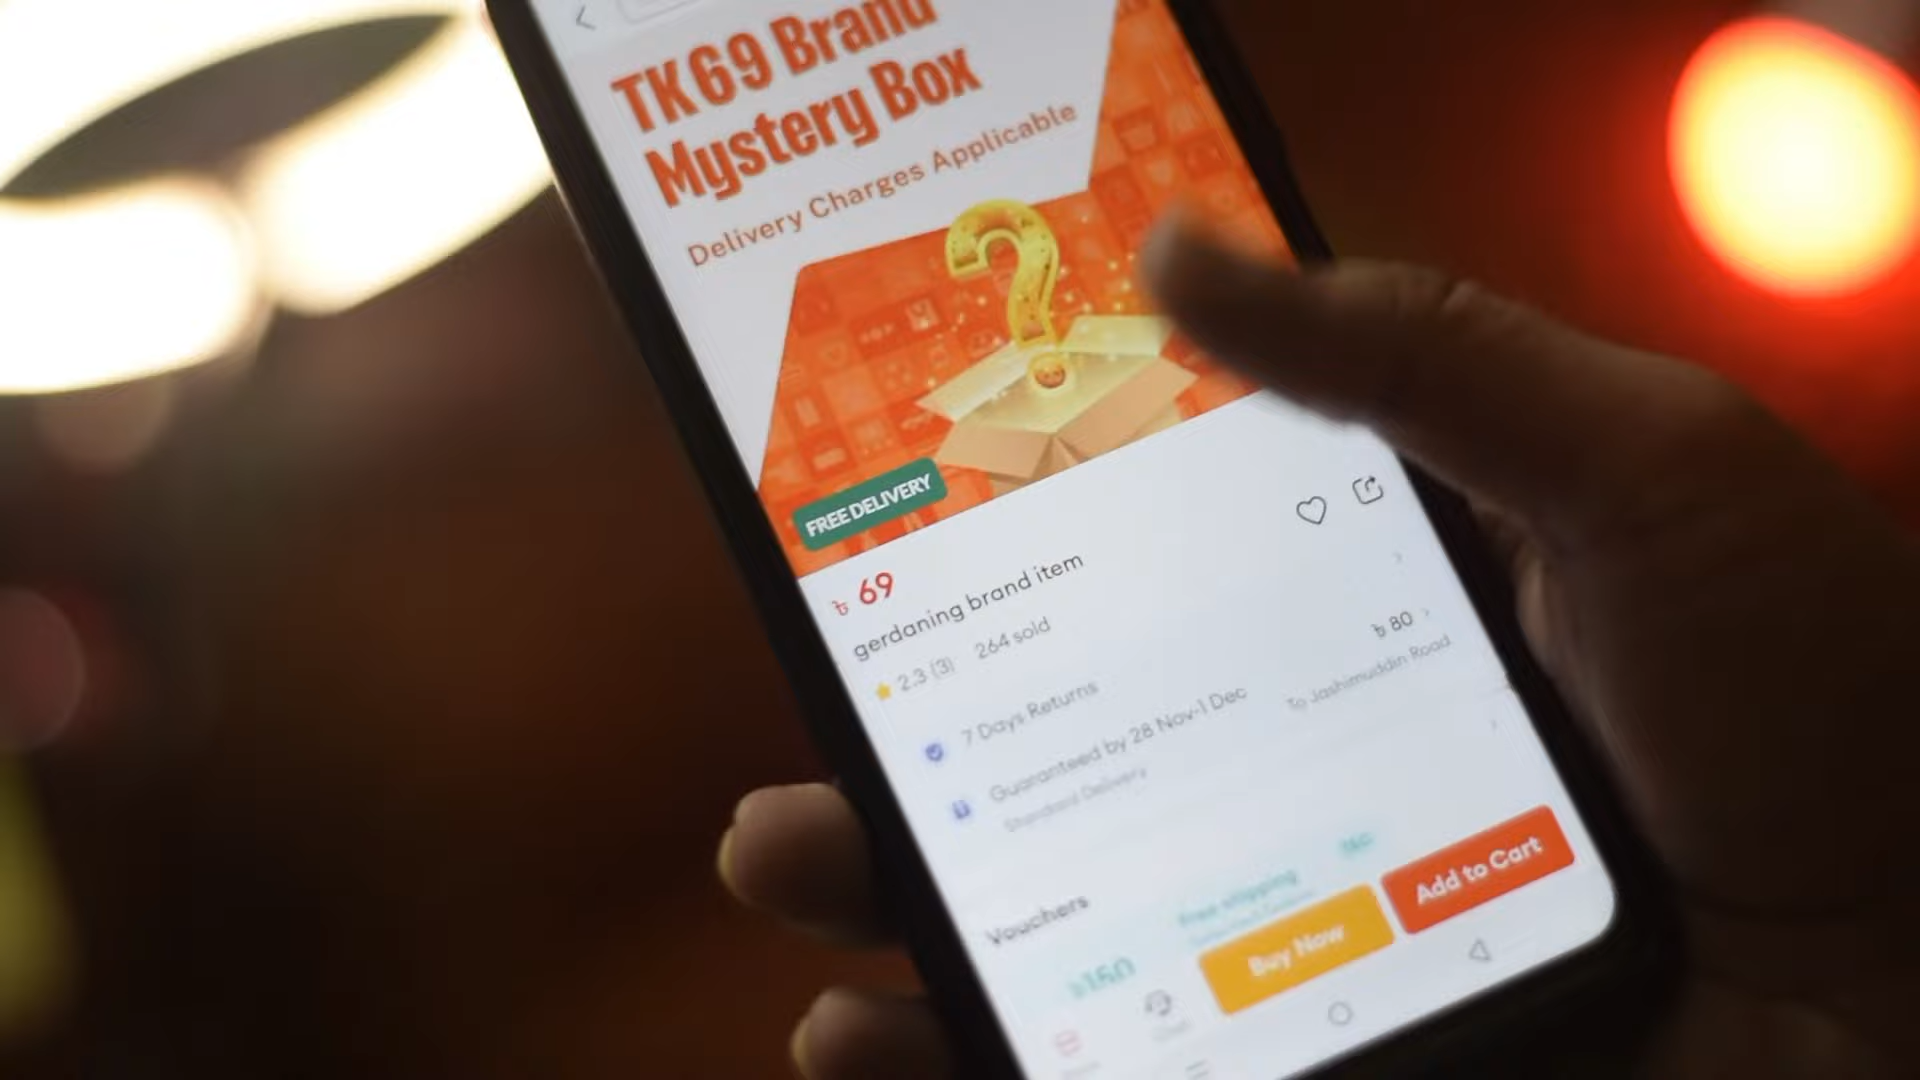 TK69 Brand
Mystery Box
Delivery Charges Applicable
FREE DELIVERY
৳ 69
gerdaning brand item
2.3 (3) 264 sold
7 Days Returns
Guaranteed by 28 Nov-1 Dec
৳ 80
Standard Delivery
To Jashimuddin Road
Vouchers
Free shipping
৳150
Buy Now
Add to Cart